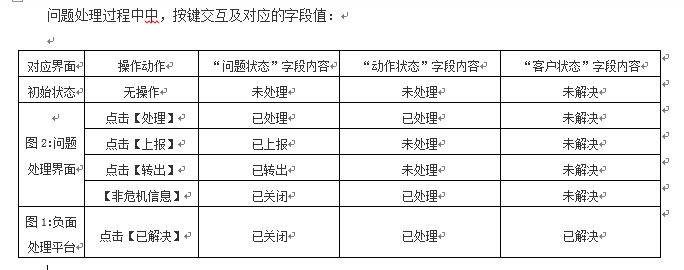 问题处理过程中中，按键交互及对应的字段值：
对应界面 操作动作 “问题状态”字段内容 “动作状态”字段内容 “客户状态”字段内容
初始状态 无操作 未处理 未处理 未解决
图 2:问题处理界面 点击【处理】 已处理 已处理 未解决
点击【上报】 已上报 未处理 未解决
点击【转出】 已转出 未处理 未解决
【非危机信息】 已关闭 已处理 未解决
图 1:负面处理平台 点击【已解决】 已关闭 已处理 已解决